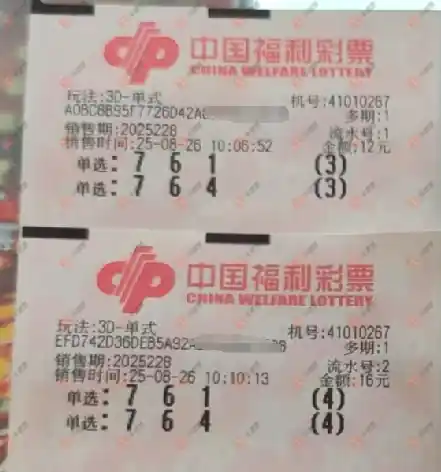 中国福利彩票
CHINA WELFARE LOTTERY
玩法:3D-单式 机号:41010267
A08C8B95F7726D42A 多期:1
销售期:2025228 流水号:1
销售时间:25-08-26 10:06:52 金额:12元
单选: 7 6 1 (3)
单选: 7 6 4 (3)
中国福利彩票
CHINA WELFARE LOTTERY
玩法:3D-单式 机号:41010267
EFD742D36DEB5A92A 多期:1
销售期:2025228 流水号:2
销售时间:25-08-26 10:10:13 金额:16元
单选: 7 6 1 (4)
单选: 7 6 4 (4)